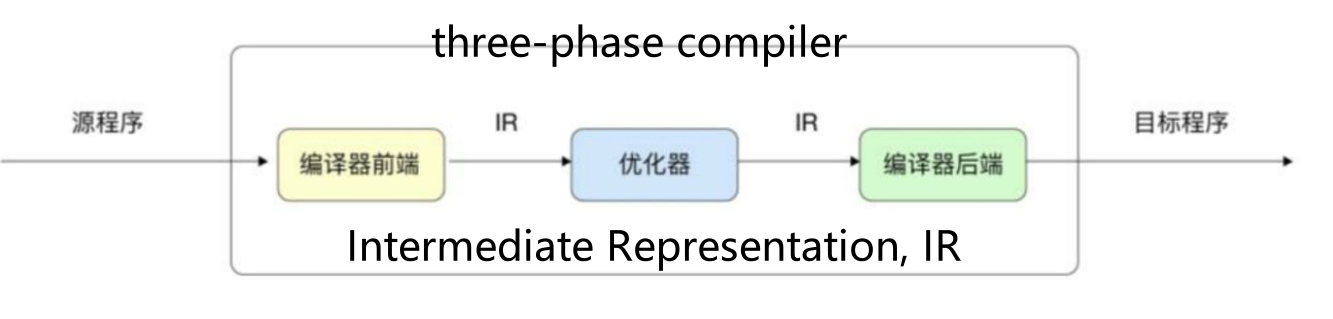 three-phase compiler
源程序
IR
IR
目标程序
编译器前端
优化器
编译器后端
Intermediate Representation, IR